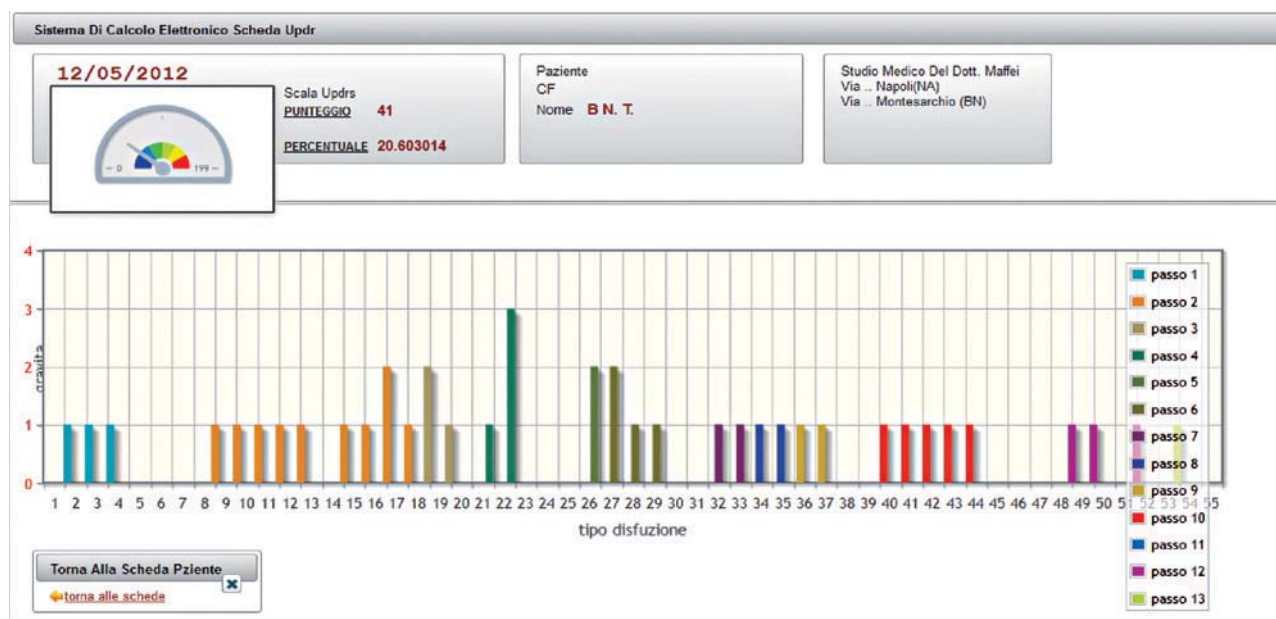 Sistema Di Calcolo Elettronico Scheda Updr
12/05/2012
Scala Updrs
PUNTEGGIO 41
PERCENTUALE 20.603014
0 199
Paziente
CF
Nome B N. T.
Studio Medico Del Dott. Maffei
Via .. Napoli(NA)
Via .. Montesarchio (BN)
4
3
2
1
0
gravita
1 2 3 4 5 6 7 8 9 10 11 12 13 14 15 16 17 18 19 20 21 22 23 24 25 26 27 28 29 30 31 32 33 34 35 36 37 38 39 40 41 42 43 44 45 46 47 48 49 50 51 52 53 54 55
tipo disfuzione
passo 1
passo 2
passo 3
passo 4
passo 5
passo 6
passo 7
passo 8
passo 9
passo 10
passo 11
passo 12
passo 13
Torna Alla Scheda Pziente
torna alle schede